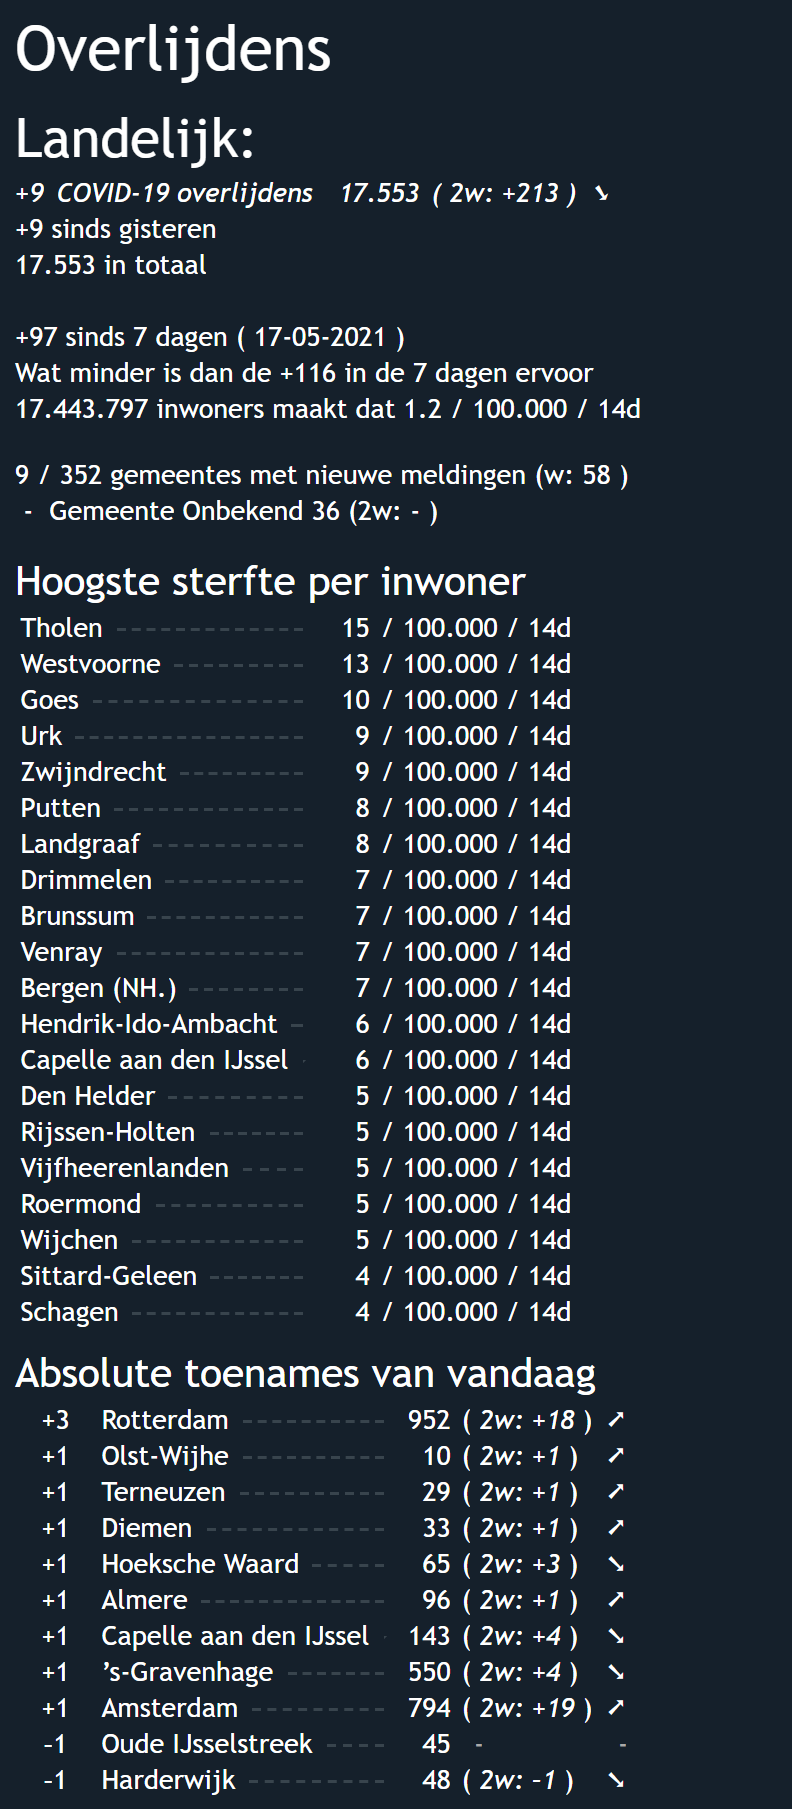 Overlijdens
Landelijk:
+9 COVID-19 overlijdens 17.553 ( 2w: +213 ) ➘
+9 sinds gisteren
17.553 in totaal
+97 sinds 7 dagen ( 17-05-2021 )
Wat minder is dan de +116 in de 7 dagen ervoor
17.443.797 inwoners maakt dat 1.2 / 100.000 / 14d
9 / 352 gemeentes met nieuwe meldingen (w: 58 )
- Gemeente Onbekend 36 (2w: - )
Hoogste sterfte per inwoner
Tholen 15 / 100.000 / 14d
Westvoorne 13 / 100.000 / 14d
Goes 10 / 100.000 / 14d
Urk 9 / 100.000 / 14d
Zwijndrecht 9 / 100.000 / 14d
Putten 8 / 100.000 / 14d
Landgraaf 8 / 100.000 / 14d
Drimmelen 7 / 100.000 / 14d
Brunssum 7 / 100.000 / 14d
Venray 7 / 100.000 / 14d
Bergen (NH.) 7 / 100.000 / 14d
Hendrik-Ido-Ambacht 6 / 100.000 / 14d
Capelle aan den IJssel 6 / 100.000 / 14d
Den Helder 5 / 100.000 / 14d
Rijssen-Holten 5 / 100.000 / 14d
Vijfheerenlanden 5 / 100.000 / 14d
Roermond 5 / 100.000 / 14d
Wijchen 5 / 100.000 / 14d
Sittard-Geleen 4 / 100.000 / 14d
Schagen 4 / 100.000 / 14d
Absolute toenames van vandaag
+3 Rotterdam 952 ( 2w: +18 ) ➚
+1 Olst-Wijhe 10 ( 2w: +1 ) ➚
+1 Terneuzen 29 ( 2w: +1 ) ➚
+1 Diemen 33 ( 2w: +1 ) ➚
+1 Hoeksche Waard 65 ( 2w: +3 ) ➘
+1 Almere 96 ( 2w: +1 ) ➚
+1 Capelle aan den IJssel 143 ( 2w: +4 ) ➘
+1 ’s-Gravenhage 550 ( 2w: +4 ) ➘
+1 Amsterdam 794 ( 2w: +19 ) ➚
-1 Oude IJsselstreek 45 - -
-1 Harderwijk 48 ( 2w: -1 ) ➘